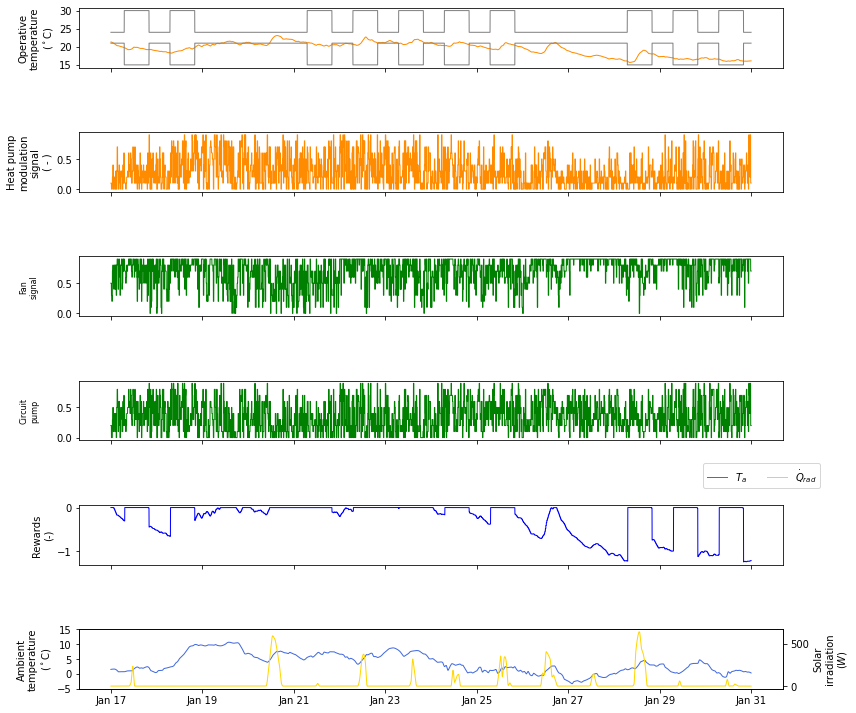 Operative
temperature
(°C)
30
25
20
15
Heat pump
modulation
signal
( - )
0.5
0.0
Fan
signal
0.5
0.0
Circuit
pump
0.5
0.0
T_a
Q̇_rad
Rewards
(-)
0
−1
Ambient
temperature
(°C)
15
10
5
0
−5
500
0
Solar
irradiation
(W)
Jan 17
Jan 19
Jan 21
Jan 23
Jan 25
Jan 27
Jan 29
Jan 31